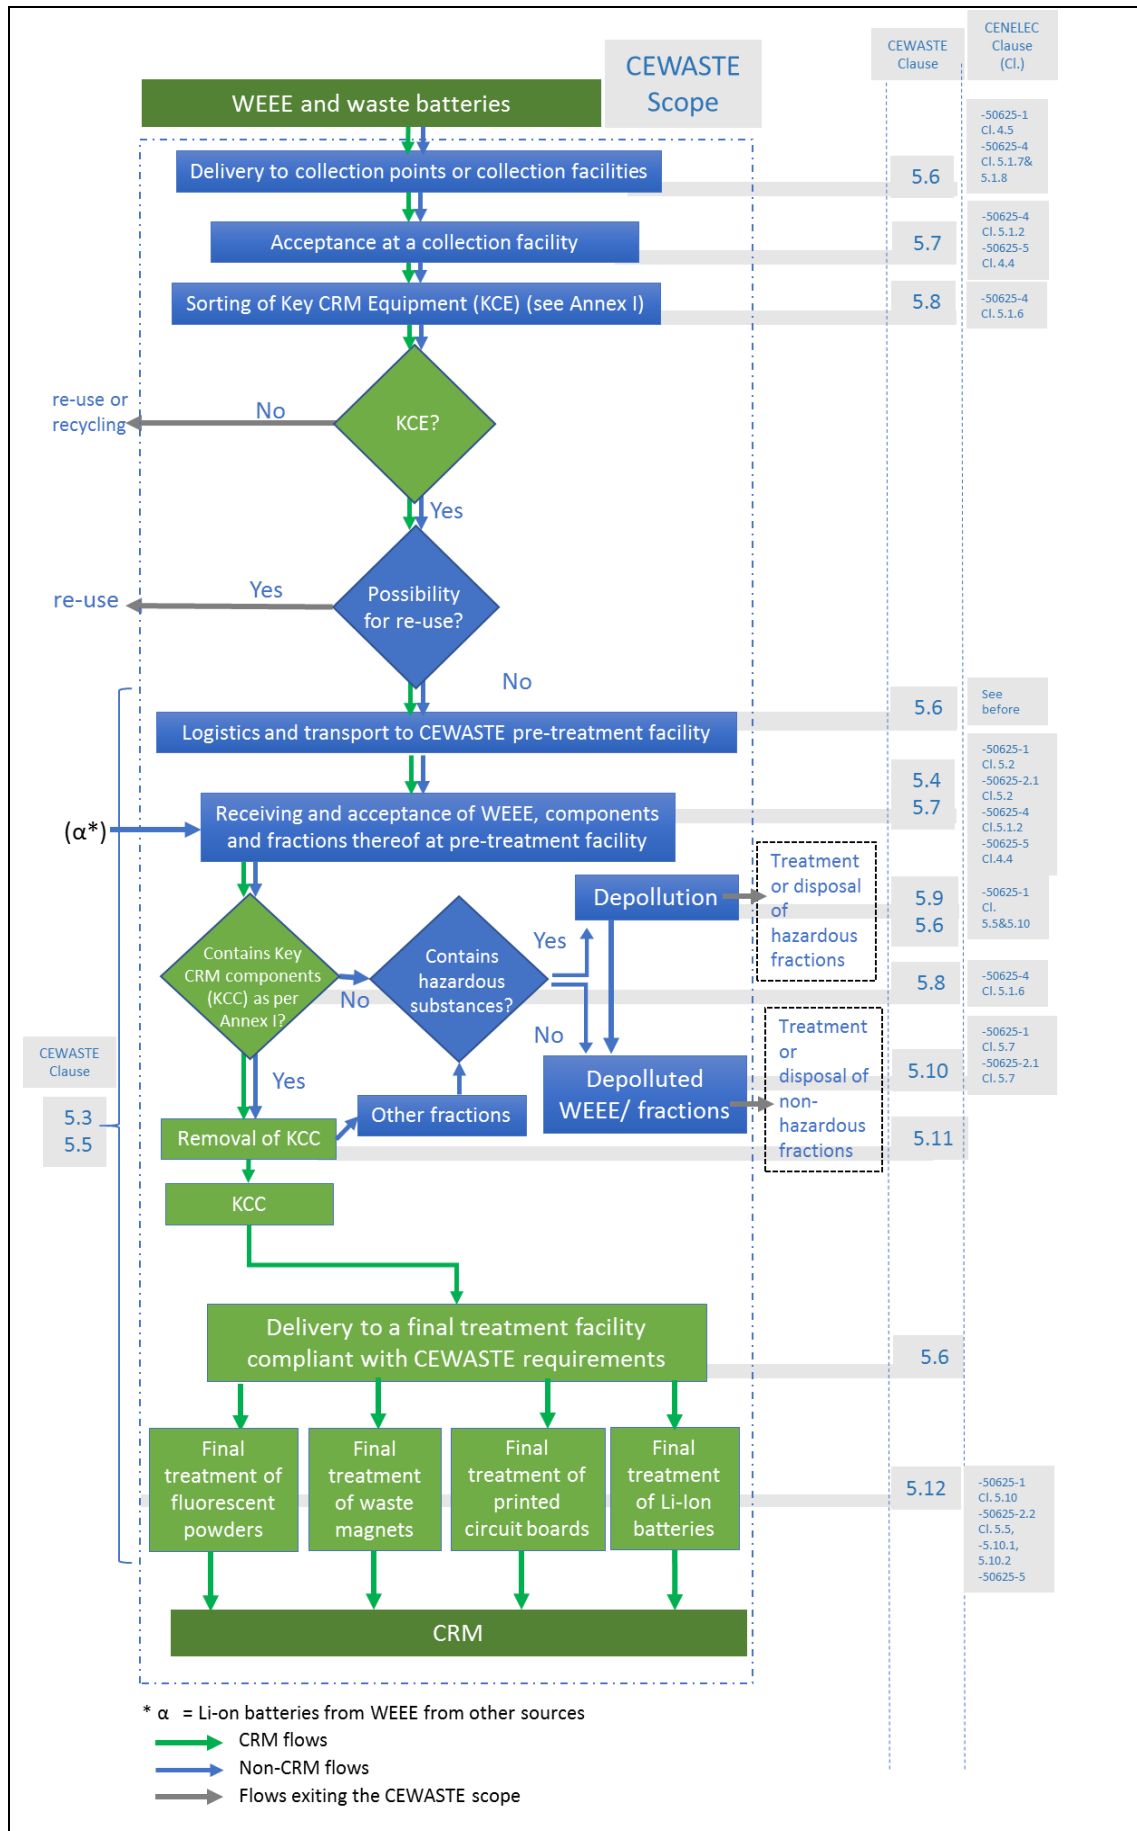 CEWASTE
Scope
CEWASTE
Clause
CENELEC
Clause
(Cl.)
WEEE and waste batteries
-50625-1
Cl. 4.5
-50625-4
Cl. 5.1.7&
5.1.8
Delivery to collection points or collection facilities
5.6
Acceptance at a collection facility
5.7
-50625-4
Cl. 5.1.2
-50625-5
Cl. 4.4
Sorting of Key CRM Equipment (KCE) (see Annex I)
5.8
-50625-4
Cl. 5.1.6
re-use or
recycling
No
KCE?
Yes
re-use
Yes
Possibility
for re-use?
No
Logistics and transport to CEWASTE pre-treatment facility
5.6
See
before
(α*)
Receiving and acceptance of WEEE, components
and fractions thereof at pre-treatment facility
5.4
5.7
-50625-1
Cl. 5.2
-50625-2.1
Cl.5.2
-50625-4
Cl.5.1.2
-50625-5
Cl.4.4
Contains Key
CRM components
(KCC) as per
Annex I?
No
Contains
hazardous
substances?
Yes
No
Depollution
Treatment
or disposal
of
hazardous
fractions
5.9
5.6
-50625-1
Cl.
5.5&5.10
5.8
-50625-4
Cl. 5.1.6
Yes
Other fractions
Depolluted
WEEE/ fractions
Treatment
or
disposal of
non-
hazardous
fractions
5.10
-50625-1
Cl. 5.7
-50625-2.1
Cl. 5.7
CEWASTE
Clause
5.3
5.5
Removal of KCC
5.11
KCC
Delivery to a final treatment facility
compliant with CEWASTE requirements
5.6
Final
treatment of
fluorescent
powders
Final
treatment
of waste
magnets
Final
treatment of
printed
circuit boards
Final
treatment
of Li-Ion
batteries
5.12
-50625-1
Cl. 5.10
-50625-2.2
Cl. 5.5,
-5.10.1,
5.10.2
-50625-5
CRM
* α = Li-on batteries from WEEE from other sources
CRM flows
Non-CRM flows
Flows exiting the CEWASTE scope